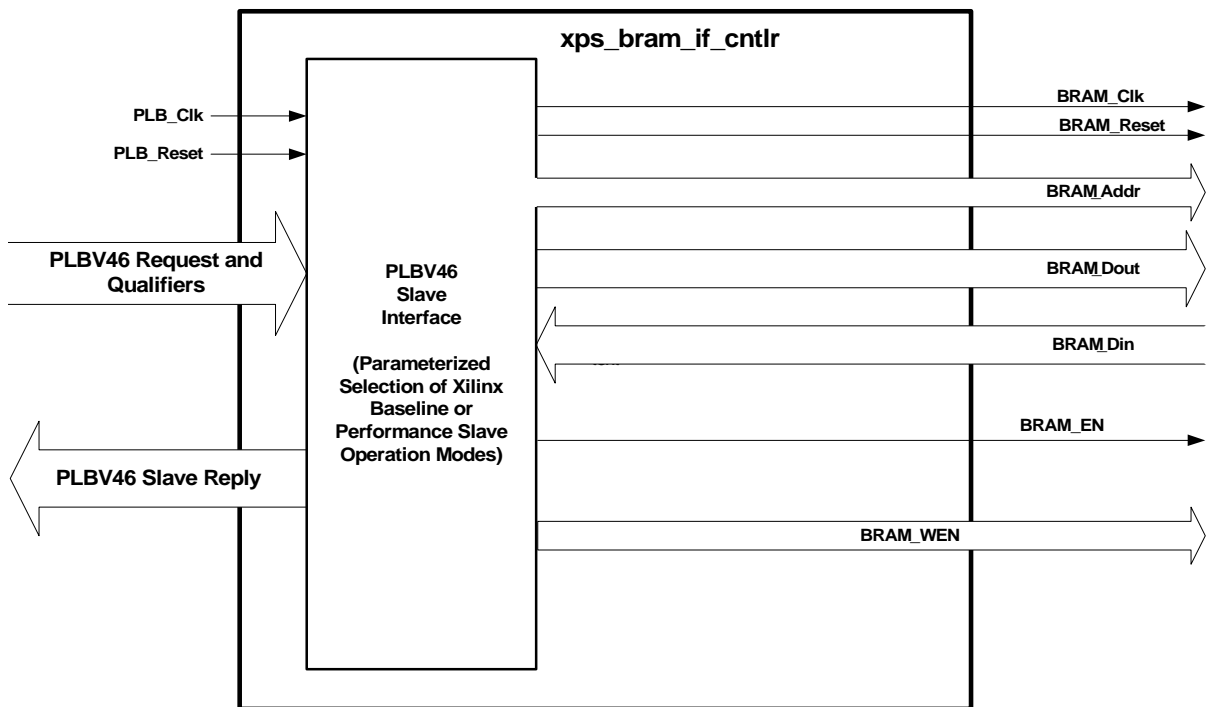 xps_bram_if_cntlr
PLB_Clk
PLB_Reset
PLBV46 Request and
Qualifiers
PLBV46 Slave Reply
PLBV46
Slave
Interface
(Parameterized
Selection of Xilinx
Baseline or
Performance Slave
Operation Modes)
BRAM_Clk
BRAM_Reset
BRAM_Addr
BRAM_Dout
BRAM_Din
BRAM_EN
BRAM_WEN